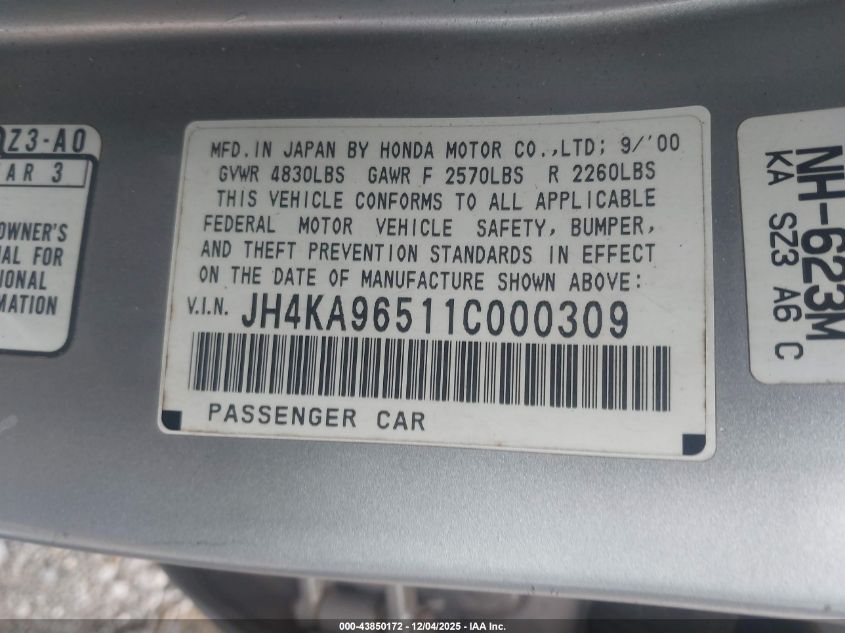 Z3-A0
AR 3
OWNER'S
AL FOR
IONAL
MATION
MFD.IN JAPAN BY HONDA MOTOR CO.,LTD; 9/'00
GVWR 4830LBS GAWR F 2570LBS R 2260LBS
THIS VEHICLE CONFORMS TO ALL APPLICABLE
FEDERAL MOTOR VEHICLE SAFETY, BUMPER,
AND THEFT PREVENTION STANDARDS IN EFFECT
ON THE DATE OF MANUFACTURE SHOWN ABOVE:
V.I.N. JH4KA96511C000309
PASSENGER CAR
NH-623M
KA SZ3 A6 C
000-43850172 - 12/04/2025 - IAA Inc.